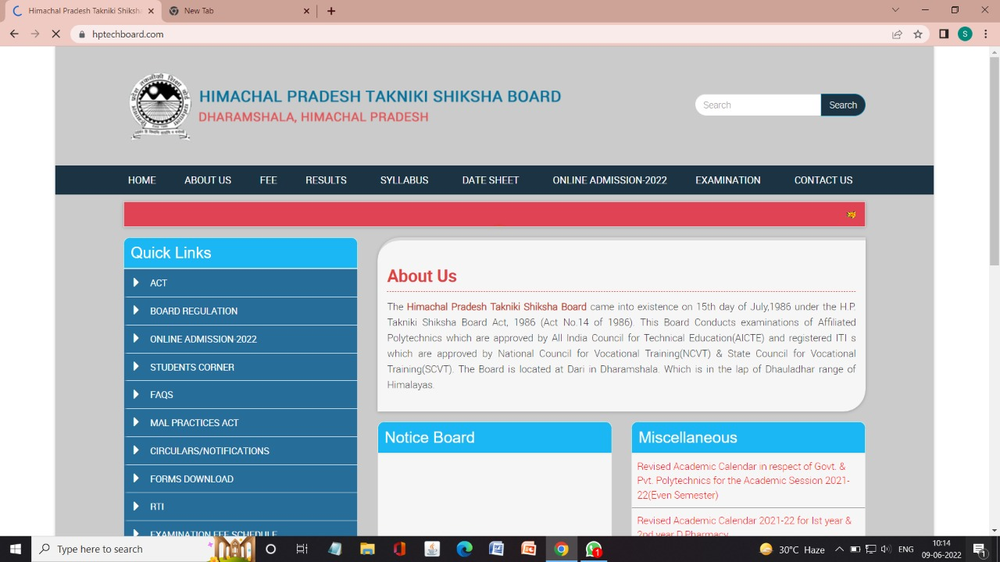 Himachal Pradesh Takniki Shiksha
New Tab
hptechboard.com
S
HIMACHAL PRADESH TAKNIKI SHIKSHA BOARD
DHARAMSHALA, HIMACHAL PRADESH
Search
Search
HOME ABOUT US FEE RESULTS SYLLABUS DATE SHEET ONLINE ADMISSION-2022 EXAMINATION CONTACT US
Quick Links
ACT
BOARD REGULATION
ONLINE ADMISSION 2022
STUDENTS CORNER
FAQS
MAL PRACTICES ACT
CIRCULARS/NOTIFICATIONS
FORMS DOWNLOAD
RTI
EXAMINATION FEE SCHEDULE
About Us
The Himachal Pradesh Takniki Shiksha Board came into existence on 15th day of July,1986 under the H.P.
Takniki Shiksha Board Act, 1986 (Act No.14 of 1986). This Board Conducts examinations of Affiliated
Polytechnics which are approved by All India Council for Technical Education(AICTE) and registered ITI s
which are approved by National Council for Vocational Training(NCVT) & State Council for Vocational
Training(SCVT). The Board is located at Dari in Dharamshala. Which is in the lap of Dhauladhar range of
Himalayas.
Notice Board
Miscellaneous
Revised Academic Calendar in respect of Govt. &
Pvt. Polytechnics for the Academic Session 2021-
22(Even Semester)
Revised Academic Calendar 2021-22 for Ist year &
2nd year D.Pharmacy
Type here to search
1
30°C Haze
ENG
10:14
09-06-2022
1